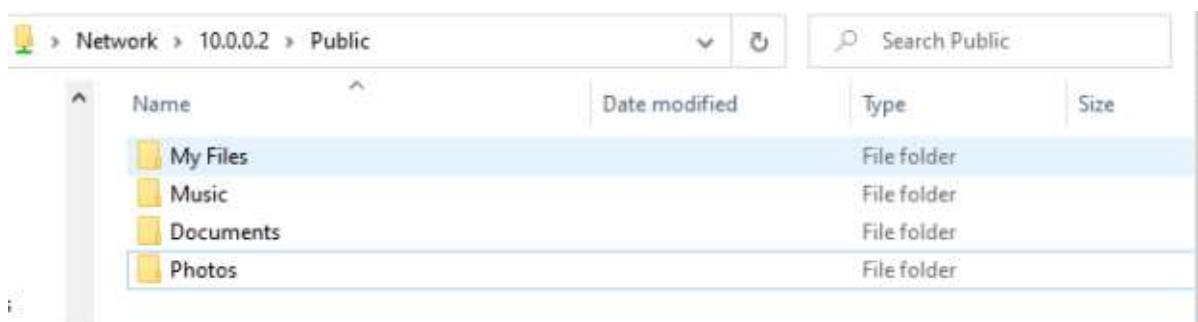 Network > 10.0.0.2 > Public Search Public
Name Date modified Type Size
My Files File folder
Music File folder
Documents File folder
Photos File folder